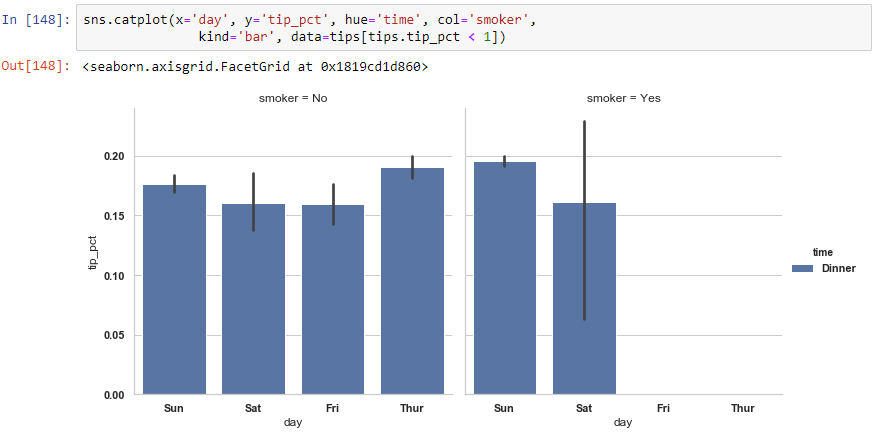 In [148]: sns.catplot(x='day', y='tip_pct', hue='time', col='smoker',
kind='bar', data=tips[tips.tip_pct < 1])
Out[148]: <seaborn.axisgrid.FacetGrid at 0x1819cd1d860>
smoker = No
smoker = Yes
0.20
0.15
0.10
0.05
0.00
tip_pct
Sun Sat Fri Thur
day
Sun Sat Fri Thur
day
time
Dinner